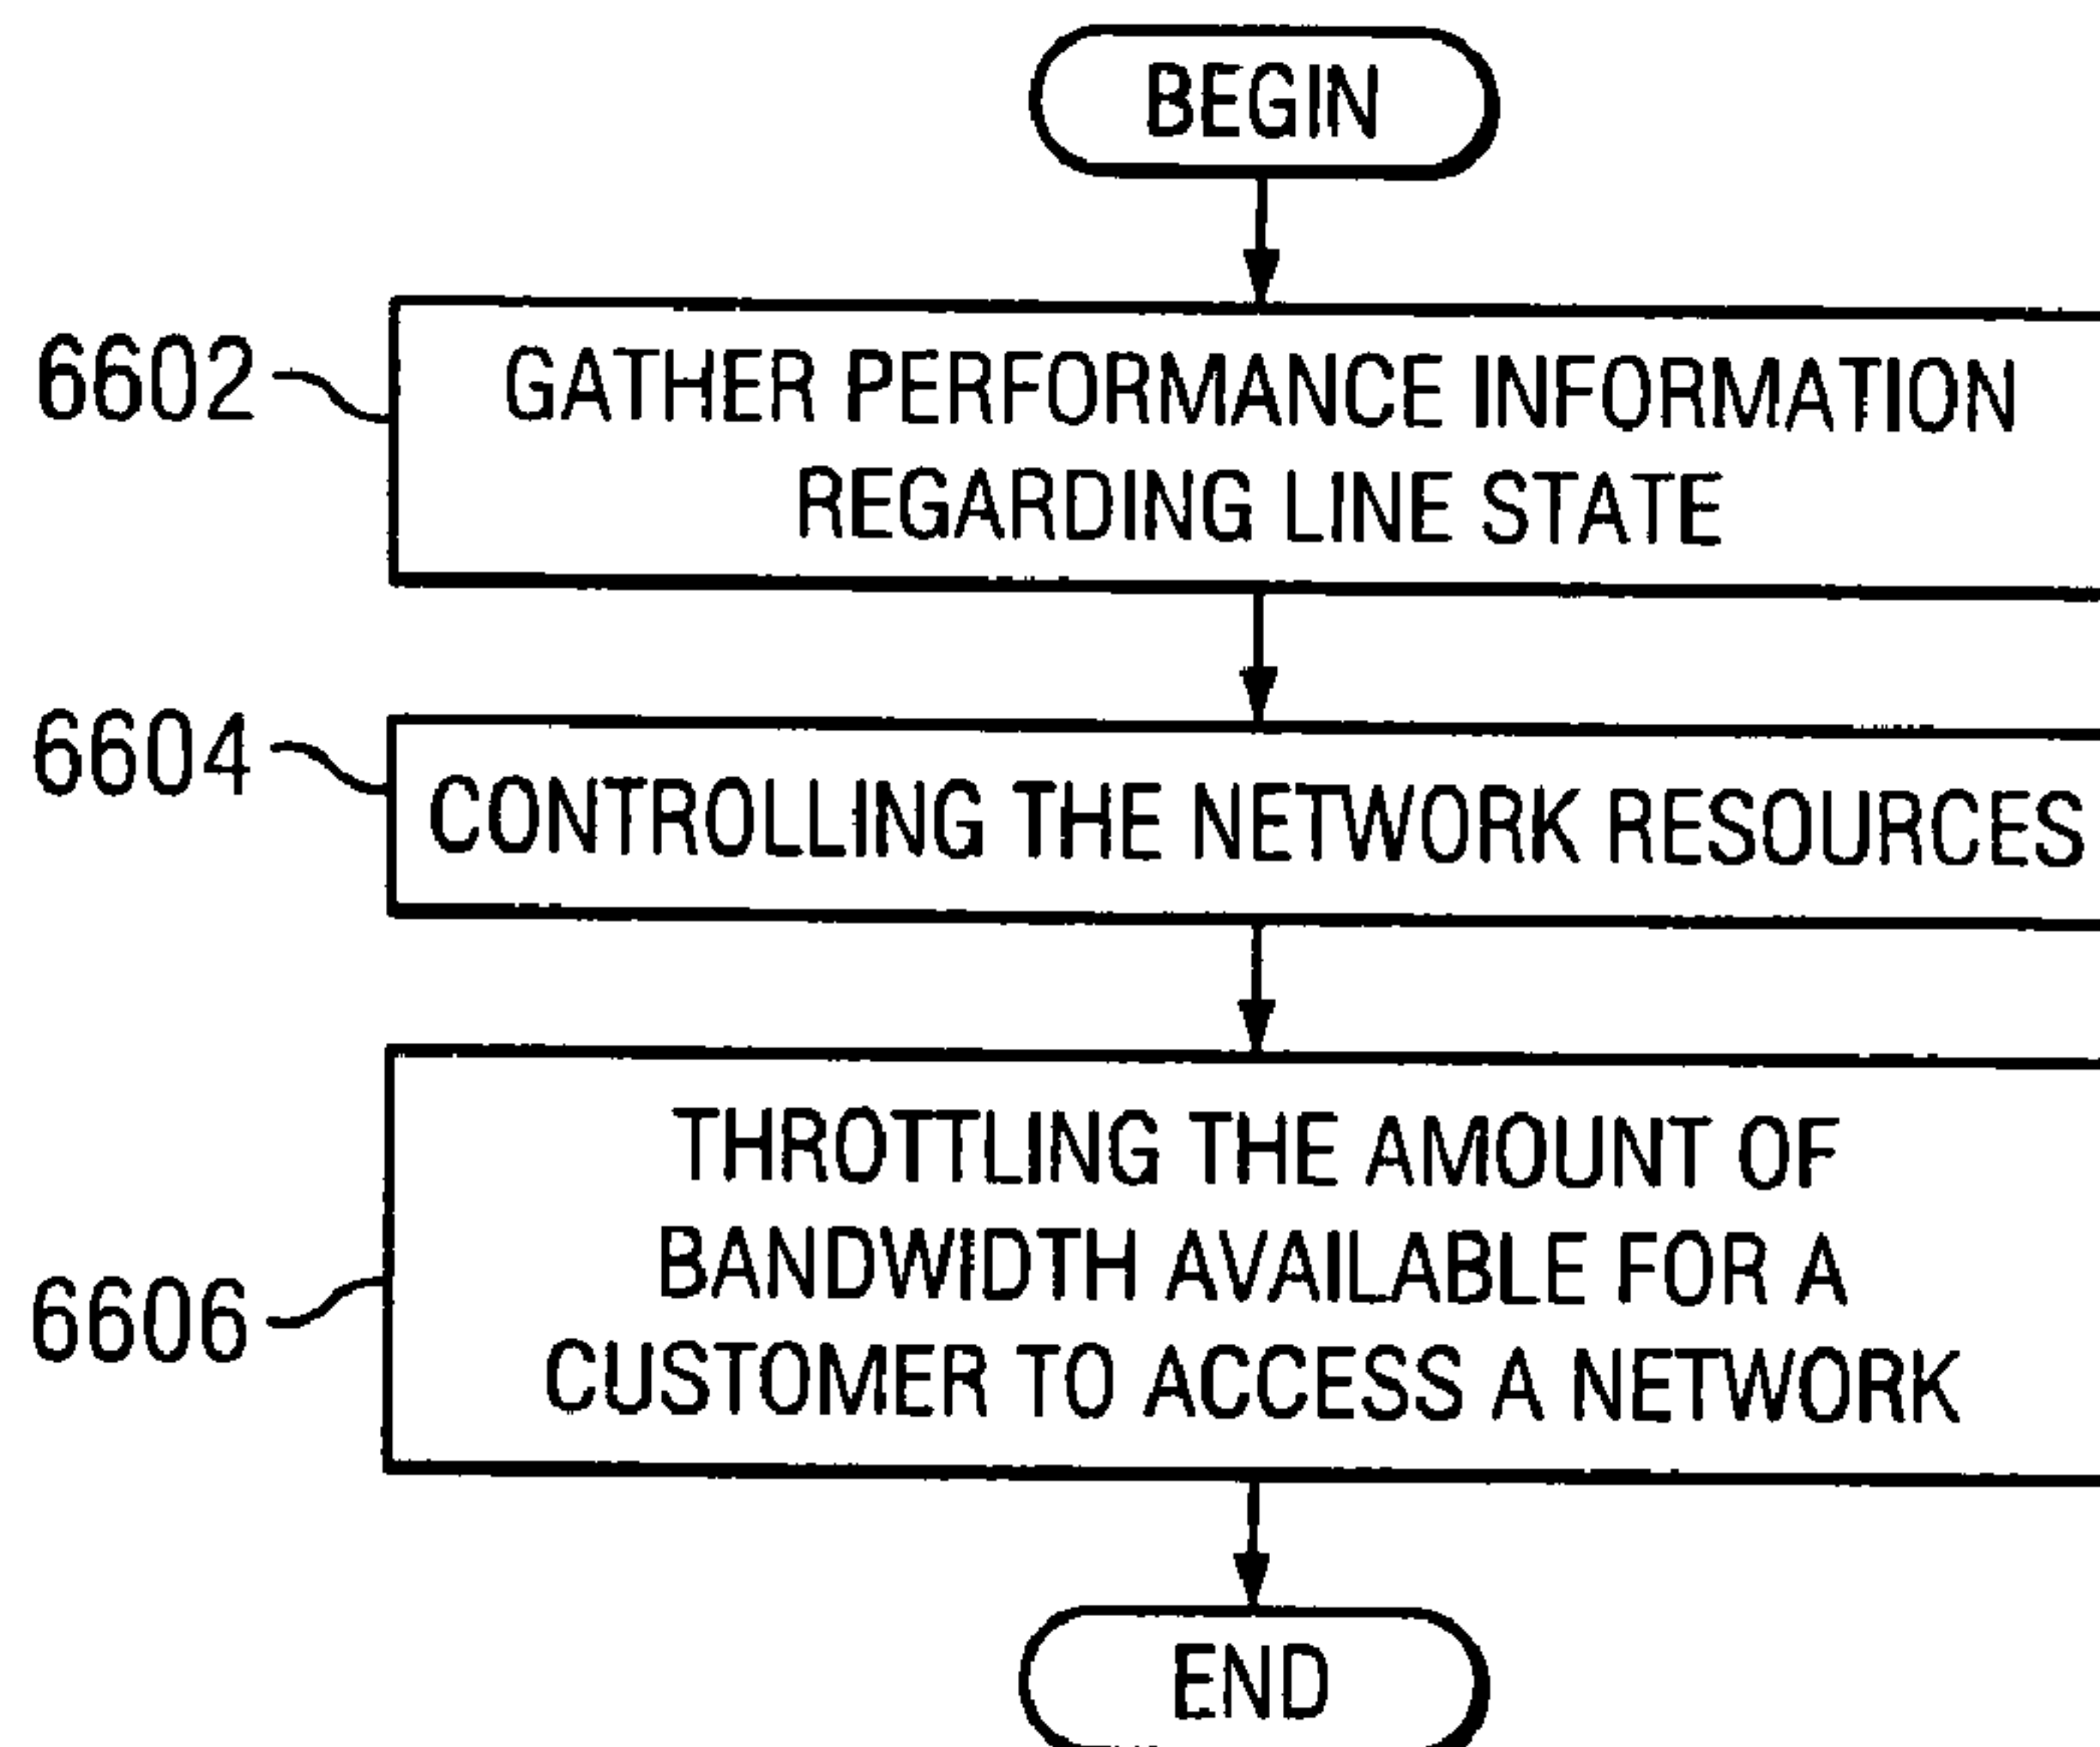 BEGIN
6602
GATHER PERFORMANCE INFORMATION
REGARDING LINE STATE
6604
CONTROLLING THE NETWORK RESOURCES
6606
THROTTLING THE AMOUNT OF
BANDWIDTH AVAILABLE FOR A
CUSTOMER TO ACCESS A NETWORK
END